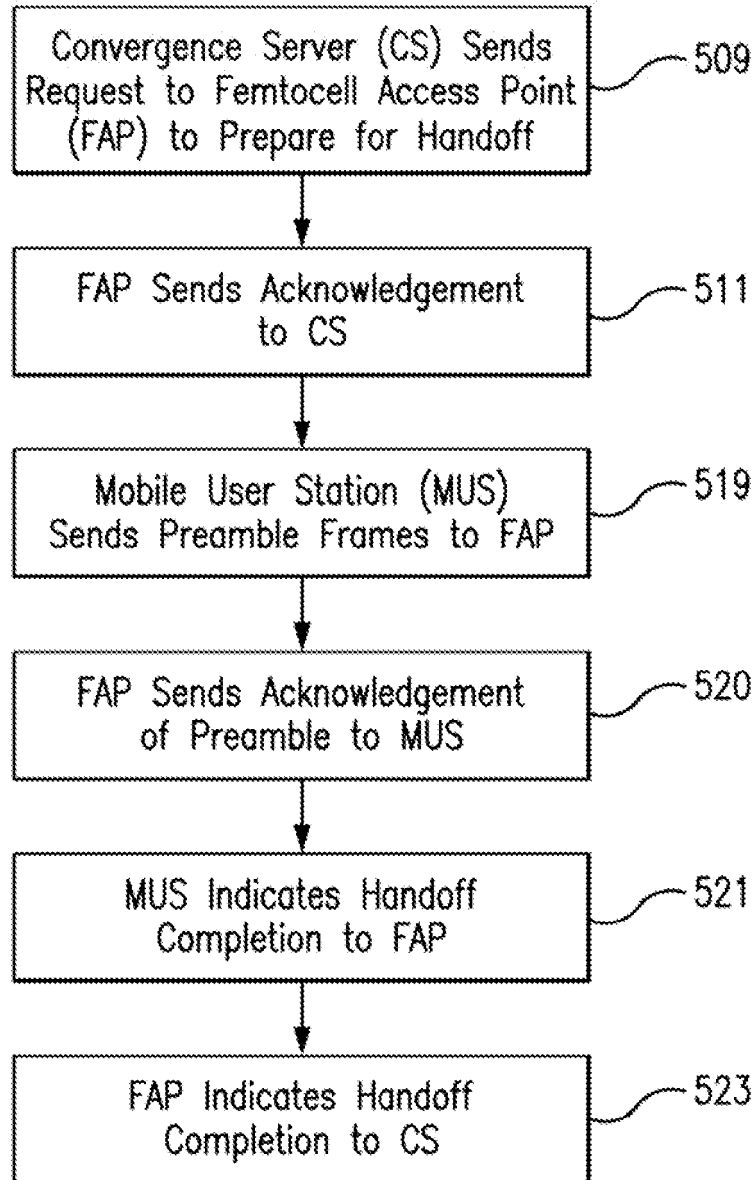 Convergence Server (CS) Sends
Request to Femtocell Access Point
(FAP) to Prepare for Handoff
509
FAP Sends Acknowledgement
to CS
511
Mobile User Station (MUS)
Sends Preamble Frames to FAP
519
FAP Sends Acknowledgement
of Preamble to MUS
520
MUS Indicates Handoff
Completion to FAP
521
FAP Indicates Handoff
Completion to CS
523